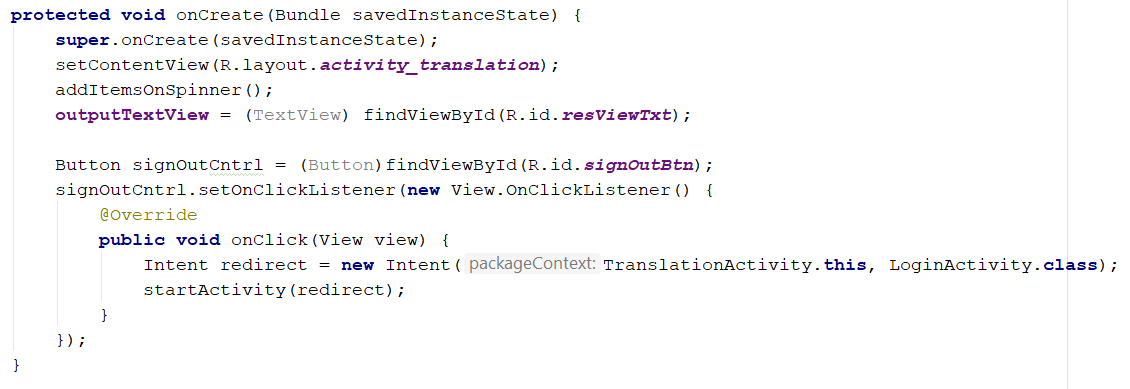 protected void onCreate(Bundle savedInstanceState) {
    super.onCreate(savedInstanceState);
    setContentView(R.layout.activity_translation);
    addItemsOnSpinner();
    outputTextView = (TextView) findViewById(R.id.resViewTxt);

    Button signOutCntrl = (Button)findViewById(R.id.signOutBtn);
    signOutCntrl.setOnClickListener(new View.OnClickListener() {
        @Override
        public void onClick(View view) {
            Intent redirect = new Intent( packageContext: TranslationActivity.this, LoginActivity.class);
            startActivity(redirect);
        }
    });
}